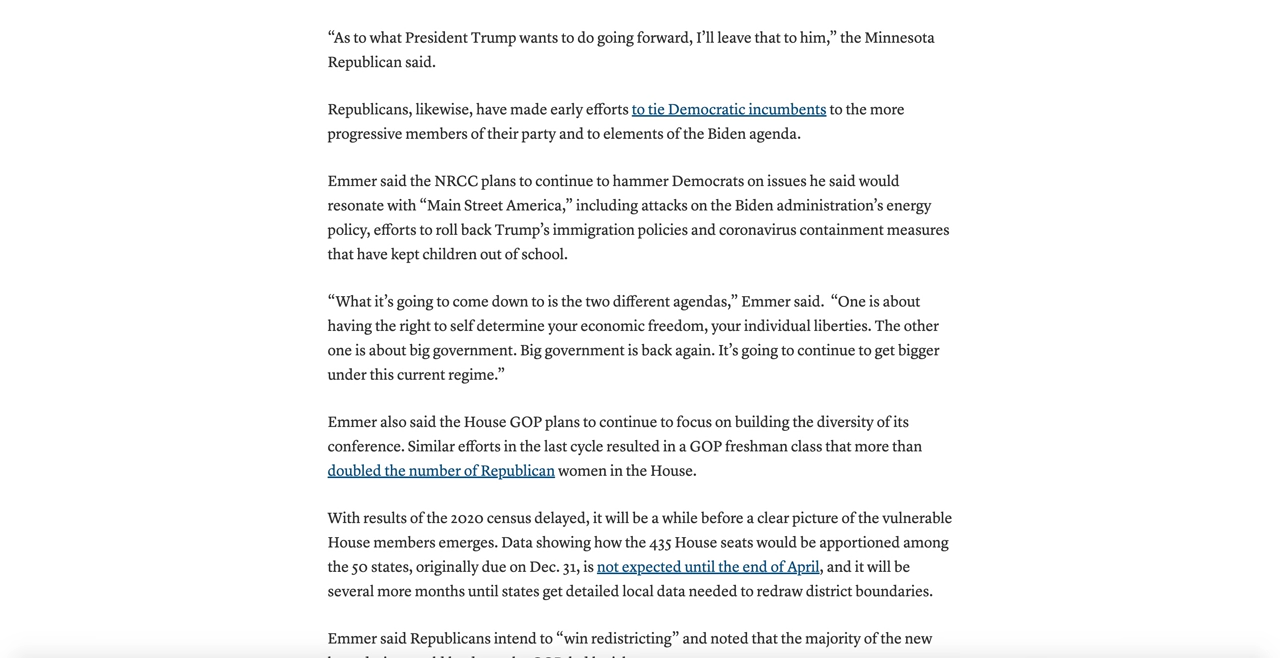 “As to what President Trump wants to do going forward, I’ll leave that to him,” the Minnesota
Republican said.
Republicans, likewise, have made early efforts to tie Democratic incumbents to the more
progressive members of their party and to elements of the Biden agenda.
Emmer said the NRCC plans to continue to hammer Democrats on issues he said would
resonate with “Main Street America,” including attacks on the Biden administration’s energy
policy, efforts to roll back Trump’s immigration policies and coronavirus containment measures
that have kept children out of school.
“What it’s going to come down to is the two different agendas,” Emmer said.  “One is about
having the right to self determine your economic freedom, your individual liberties. The other
one is about big government. Big government is back again. It’s going to continue to get bigger
under this current regime.”
Emmer also said the House GOP plans to continue to focus on building the diversity of its
conference. Similar efforts in the last cycle resulted in a GOP freshman class that more than
doubled the number of Republican women in the House.
With results of the 2020 census delayed, it will be a while before a clear picture of the vulnerable
House members emerges. Data showing how the 435 House seats would be apportioned among
the 50 states, originally due on Dec. 31, is not expected until the end of April, and it will be
several more months until states get detailed local data needed to redraw district boundaries.
Emmer said Republicans intend to “win redistricting” and noted that the majority of the new